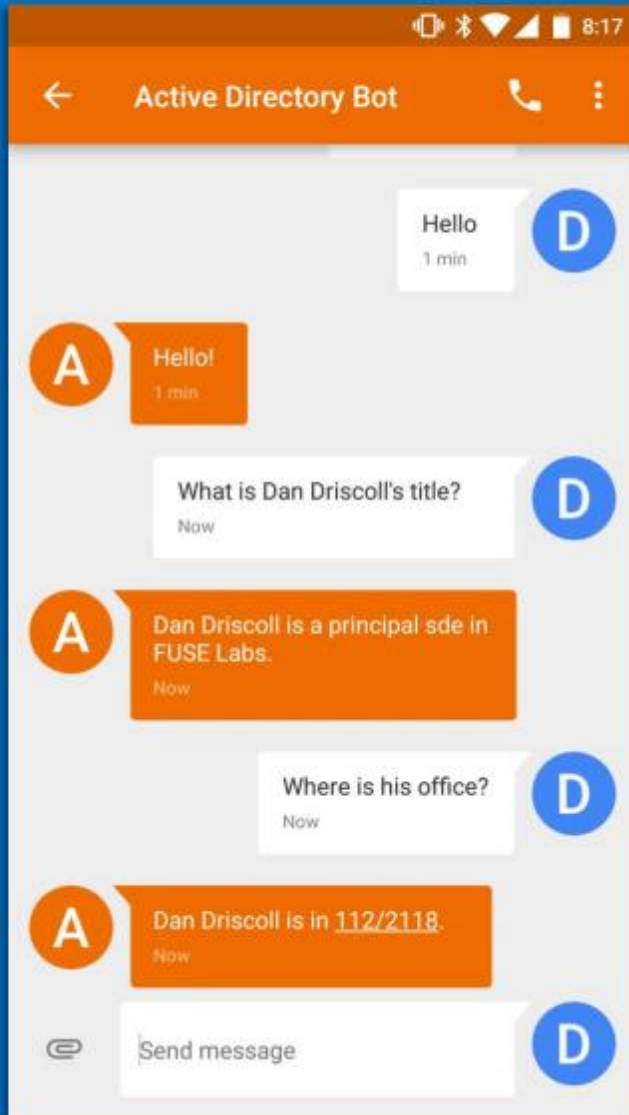 8:17
Active Directory Bot
Hello
1 min
D
A
Hello!
1 min
What is Dan Driscoll's title?
Now
D
A
Dan Driscoll is a principal sde in
FUSE Labs.
Now
Where is his office?
Now
D
A
Dan Driscoll is in 112/2118.
Now
Send message
D